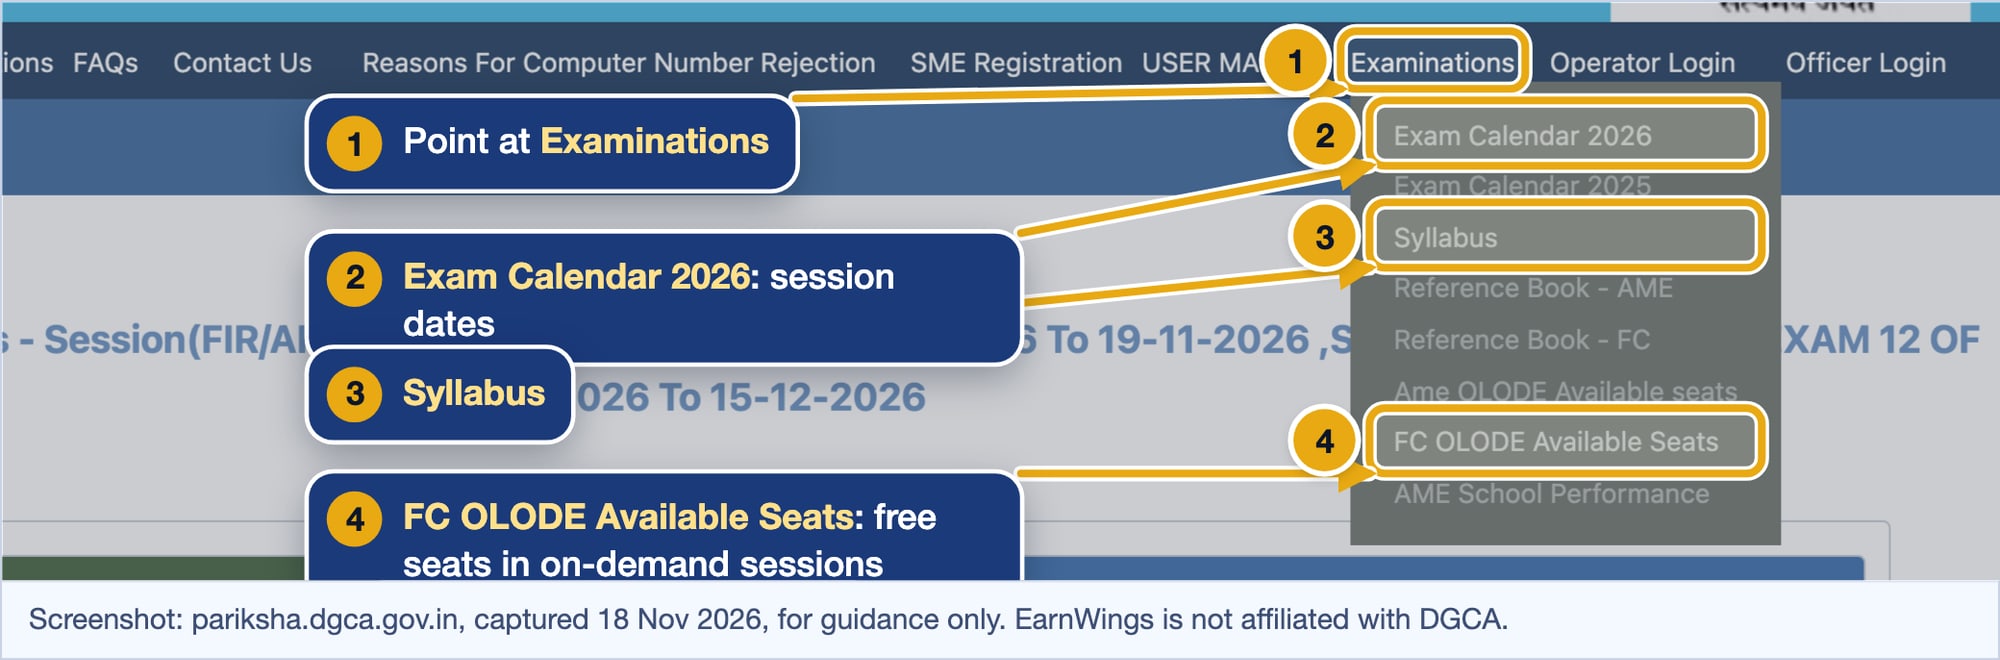 सत्यमेव जयते
ions FAQs Contact Us Reasons For Computer Number Rejection SME Registration USER MA 1 Examinations Operator Login Officer Login
1 Point at Examinations
2 Exam Calendar 2026
Exam Calendar 2025
3 Syllabus
2 Exam Calendar 2026: session
dates
Reference Book - AME
s - Session(FIR/AI 6 To 19-11-2026 ,S Reference Book - FC XAM 12 OF
3 Syllabus 026 To 15-12-2026 Ame OLODE Available seats
4 FC OLODE Available Seats
AME School Performance
4 FC OLODE Available Seats: free
seats in on-demand sessions
Screenshot: pariksha.dgca.gov.in, captured 18 Nov 2026, for guidance only. EarnWings is not affiliated with DGCA.